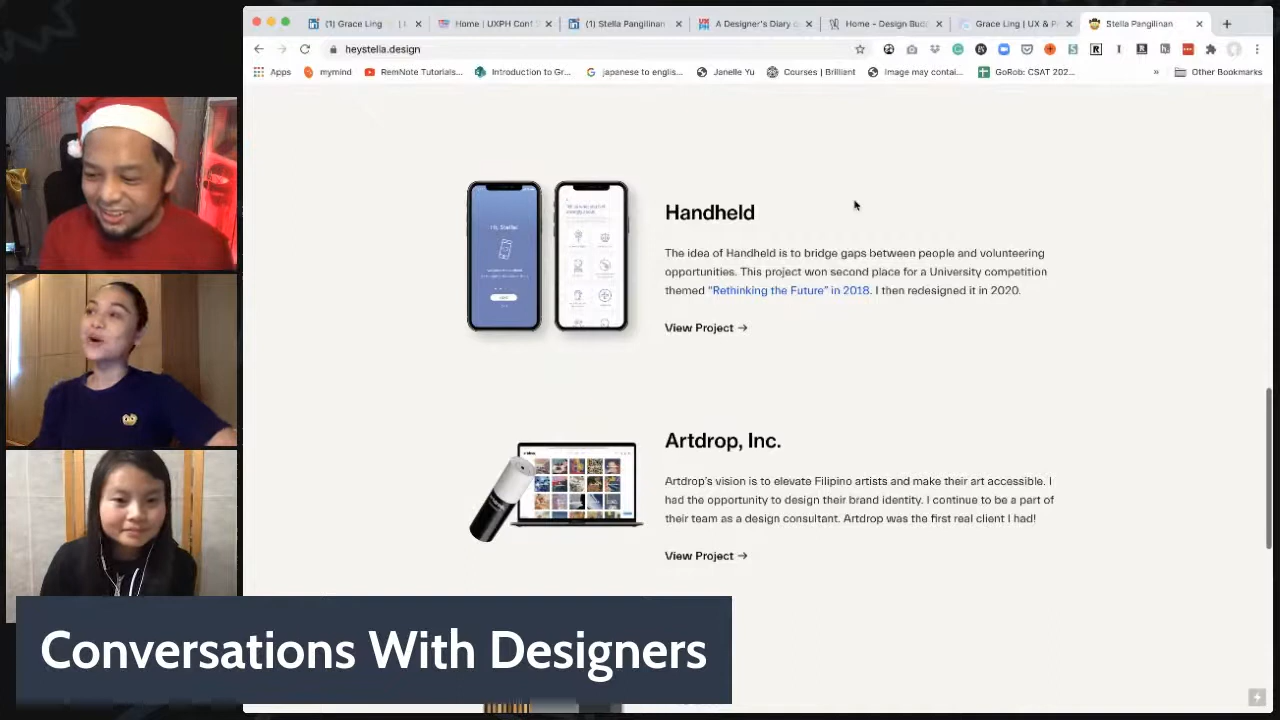 (1) Grace Ling
Home | UXPH Conf
(1) Stella Pangilinan
A Designer's Diary
Home - Design Bud
Grace Ling | UX & P
Stella Pangilinan
heystella.design
Apps
mymind
RemNote Tutorials...
Introduction to Gr...
japanese to englis...
Janelle Yu
Courses | Brilliant
Image may contai...
GoRob: CSAT 202...
»
Other Bookmarks
Hi, Stella!
Handheld
The idea of Handheld is to bridge gaps between people and volunteering
opportunities. This project won second place for a University competition
themed “Rethinking the Future” in 2018. I then redesigned it in 2020.
View Project →
Artdrop, Inc.
Artdrop's vision is to elevate Filipino artists and make their art accessible. I
had the opportunity to design their brand identity. I continue to be a part of
their team as a design consultant. Artdrop was the first real client I had!
View Project →
Conversations With Designers